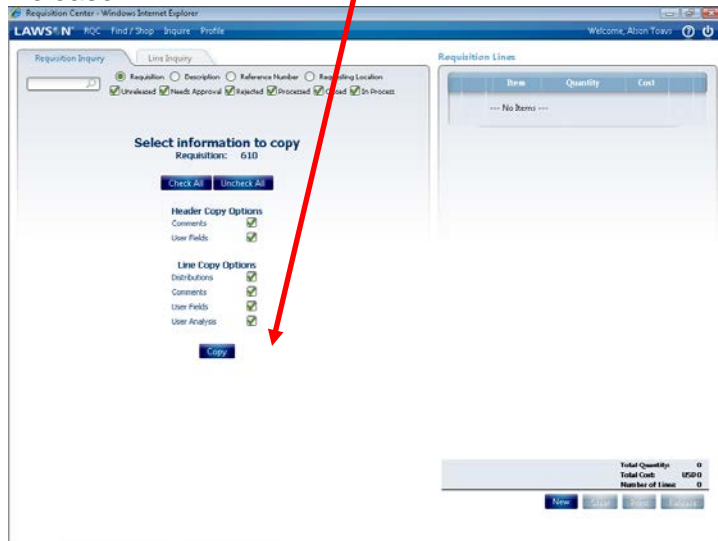 Requisition Center - Windows Internet Explorer
LAWSON RQC Find / Shop Inquire Profile
Welcome, Alison Toavs
Requisition Inquiry Line Inquiry
Requisition Description Reference Number Requesting Location
Unreleased Needs Approval Rejected Processed Closed In Process
Select information to copy
Requisition: 610
Check All Uncheck All
Header Copy Options
Comments
User Fields
Line Copy Options
Distributions
Comments
User Fields
User Analysis
Copy
Requisition Lines
Item Quantity Cost
--- No Items ---
Total Quantity: 0
Total Cost: USD 0
Number of Lines: 0
New Print Release